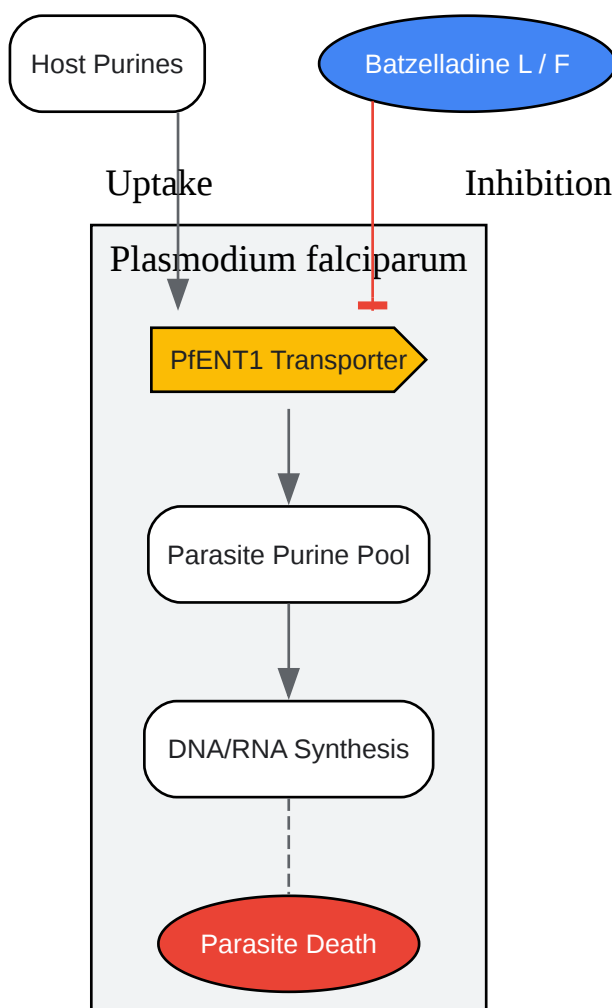 Host Purines
Batzelladine L / F
Uptake
Inhibition
Plasmodium falciparum
PfENT1 Transporter
Parasite Purine Pool
DNA/RNA Synthesis
Parasite Death